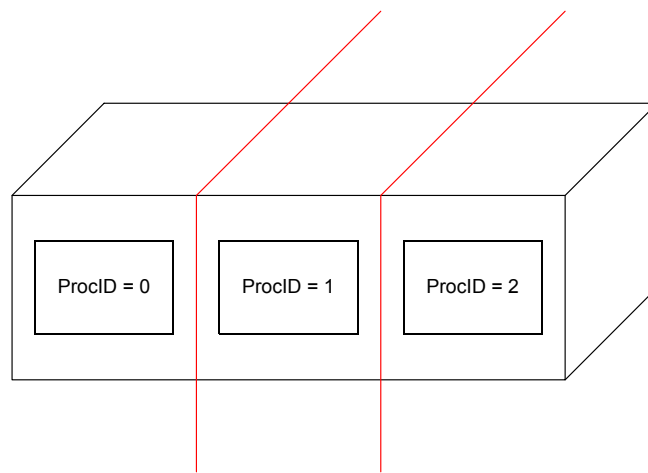 ProcID = 0
ProcID = 1
ProcID = 2